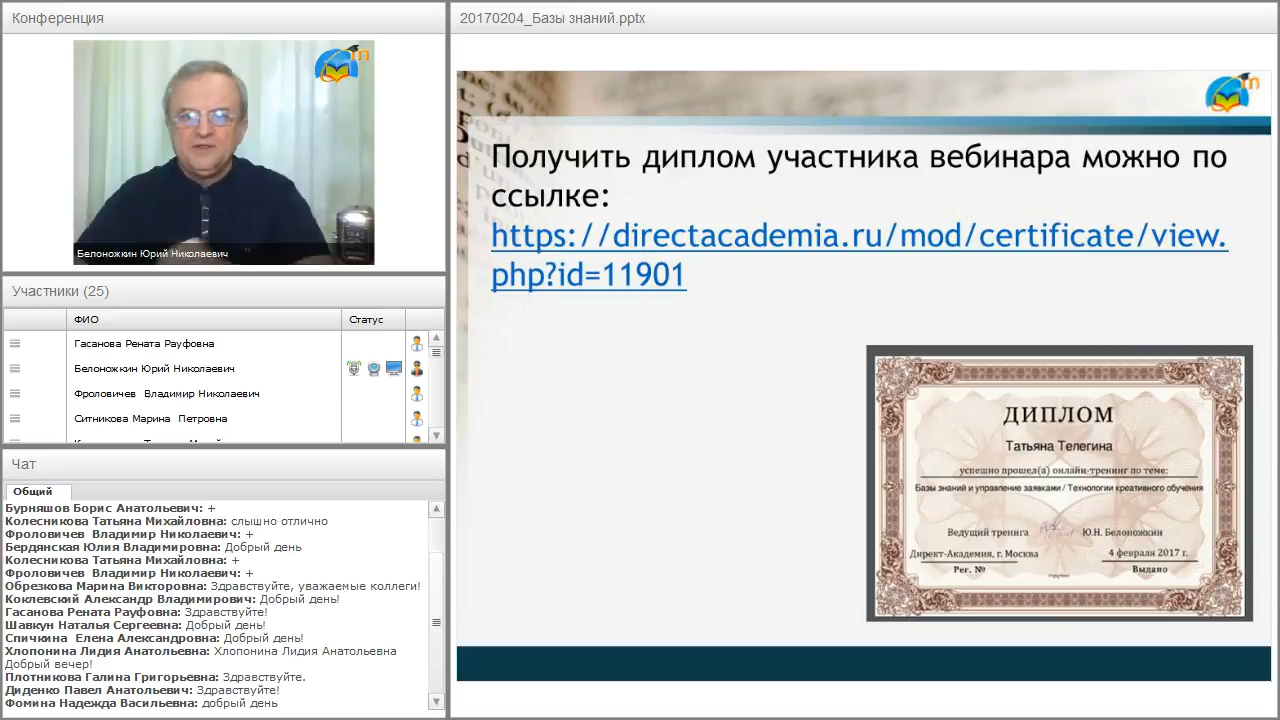 Конференция
Белоножкин Юрий Николаевич
Участники (25)
ФИО Статус
Гасанова Рената Рауфовна
Белоножкин Юрий Николаевич
Фроловичев Владимир Николаевич
Ситникова Марина Петровна
Чат
Общий
Бурняшов Борис Анатольевич: +
Колесникова Татьяна Михайловна: слышно отлично
Фроловичев Владимир Николаевич: +
Бердянская Юлия Владимировна: Добрый день
Колесникова Татьяна Михайловна: +
Фроловичев Владимир Николаевич: +
Обрезкова Марина Викторовна: Здравствуйте, уважаемые коллеги!
Коклевский Александр Владимирович: Добрый день!
Гасанова Рената Рауфовна: Здравствуйте!
Шавкун Наталья Сергеевна: Добрый день!
Спичкина Елена Александровна: Добрый день!
Хлопонина Лидия Анатольевна: Хлопонина Лидия Анатольевна
Добрый вечер!
Плотникова Галина Григорьевна: Здравствуйте.
Диденко Павел Анатольевич: Здравствуйте!
Фомина Надежда Васильевна: добрый день
20170204_Базы знаний.pptx
Получить диплом участника вебинара можно по
ссылке:
https://directacademia.ru/mod/certificate/view.
php?id=11901
ДИПЛОМ
Татьяна Телегина
успешно прошел(а) онлайн-тренинг по теме:
Базы знаний и управление заявками / Технологии креативного обучения
Ведущий тренинга Ю.Н. Белоножкин
Директ-Академия, г. Москва 4 февраля 2017 г.
Рег. № Выдано